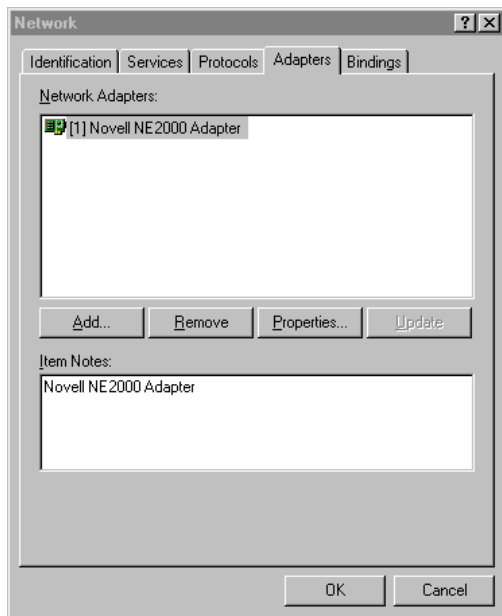 Network
Identification Services Protocols Adapters Bindings
Network Adapters:
[1] Novell NE2000 Adapter
Add... Remove Properties... Update
Item Notes:
Novell NE2000 Adapter
OK Cancel